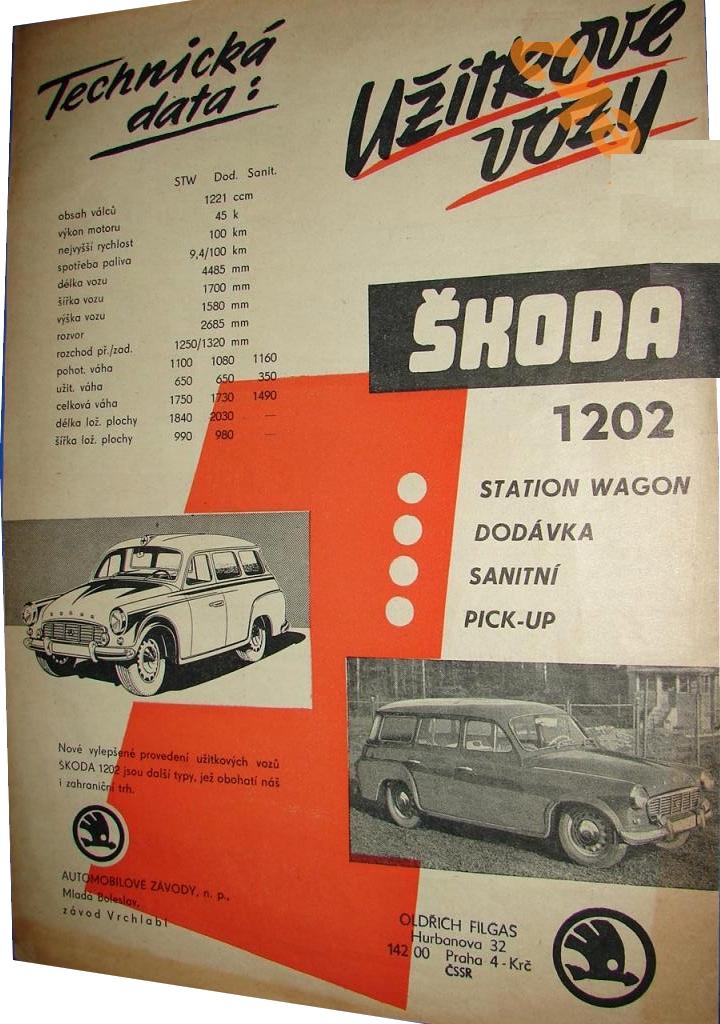 Technická
data:
STW Dod. Sanit.
obsah válců 1221 ccm
výkon motoru 45 k
nejvyšší rychlost 100 km
spotřeba paliva 9,4/100 km
délka vozu 4485 mm
šířka vozu 1700 mm
výška vozu 1580 mm
rozvor 2685 mm
rozchod př./zad. 1250/1320 mm
pohot. váha 1100 1080 1160
užit. váha 650 650 350
celková váha 1750 1730 1490
délka lož. plochy 1840 2030 —
šířka lož. plochy 990 980 —
Užitkove
vozy
ŠKODA
1202
STATION WAGON
DODÁVKA
SANITNÍ
PICK-UP
Nové vylepšené provedení užitkových vozů
ŠKODA 1202 jsou další typy, jež obohatí náš
i zahraniční trh.
AUTOMOBILOVÉ ZÁVODY, n. p.,
Mladá Boleslav,
závod Vrchlabí
OLDŘICH FILGAS
Hurbanova 32
142 00 Praha 4 - Krč
ČSSR